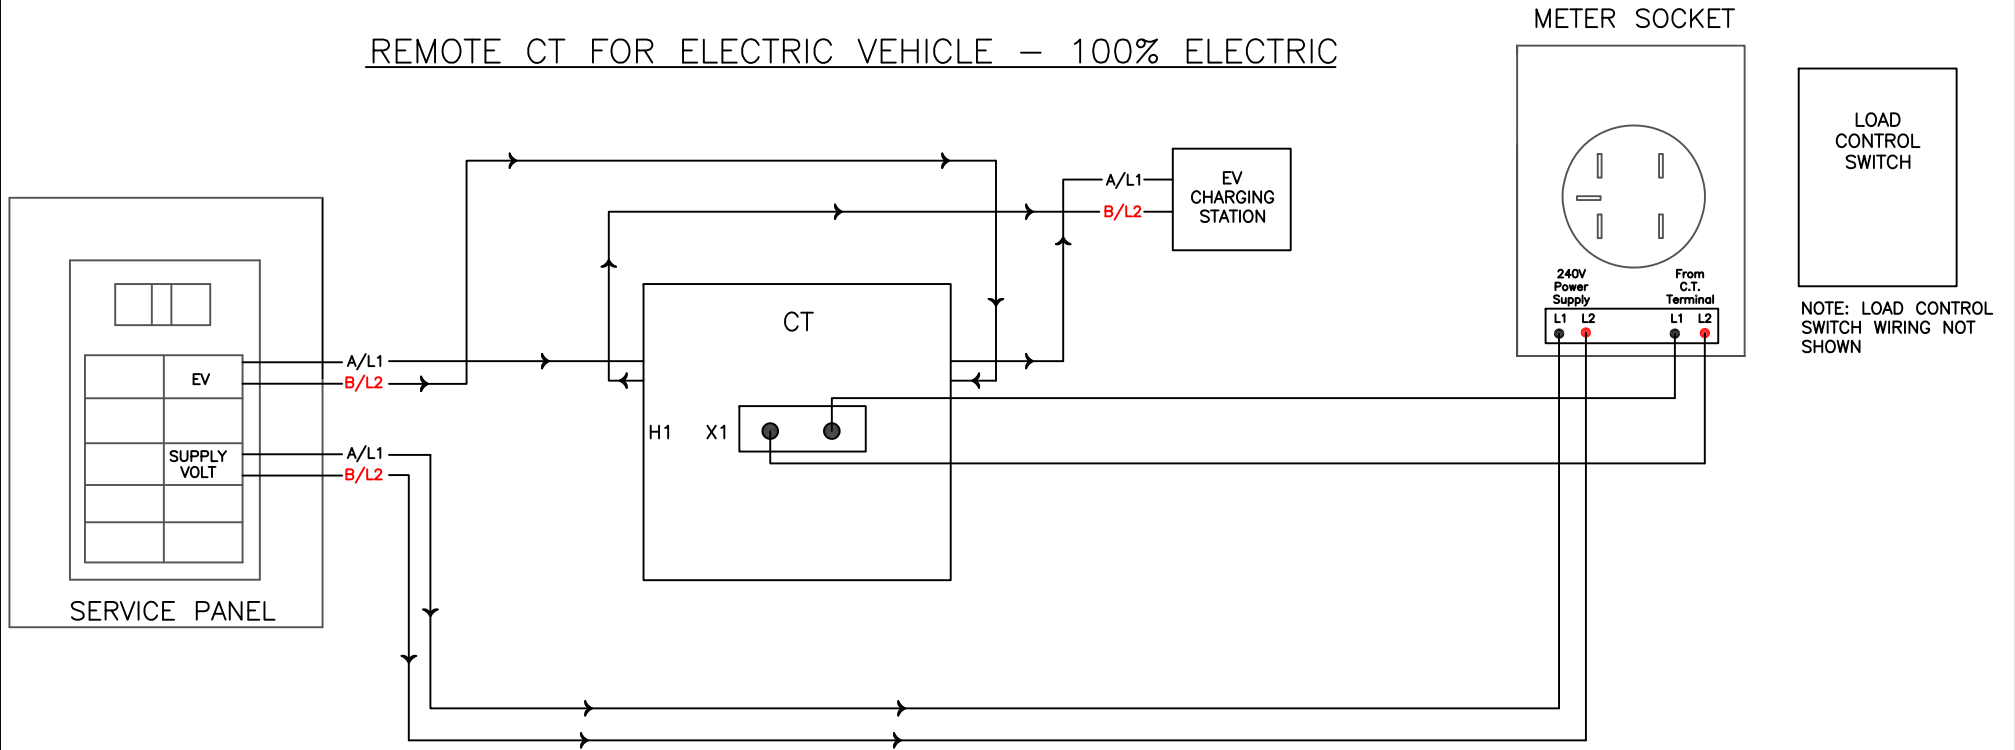 REMOTE CT FOR ELECTRIC VEHICLE - 100% ELECTRIC
METER SOCKET
LOAD
CONTROL
SWITCH
NOTE: LOAD CONTROL
SWITCH WIRING NOT
SHOWN
A/L1
B/L2
EV
CHARGING
STATION
240V
Power
Supply
From
C.T.
Terminal
L1 L2
L1 L2
CT
H1
X1
EV
A/L1
B/L2
SUPPLY
VOLT
A/L1
B/L2
SERVICE PANEL